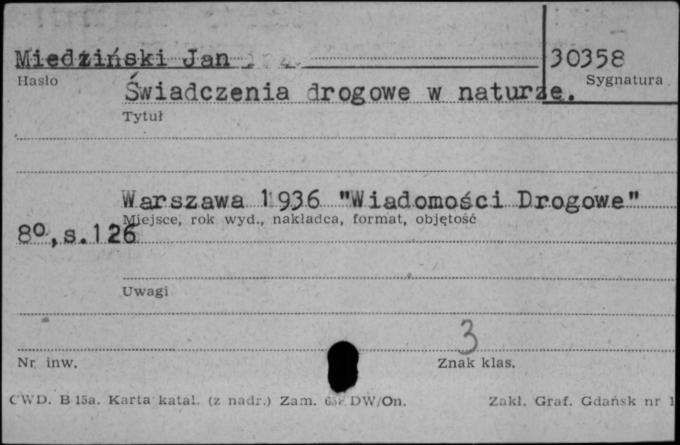 Miedziński Jan
30358
Hasło
Sygnatura
Świadczenia drogowe w naturze.
Tytuł
Warszawa 1936 "Wiadomości Drogowe"
Miejsce, rok wyd., nakładca, format, objętość
8º, s.126
Uwagi
3
Nr inw.
Znak klas.
CWD. B 15a. Karta katal. (z nadr.) Zam. DW/On.
Zakł. Graf. Gdańsk nr 1